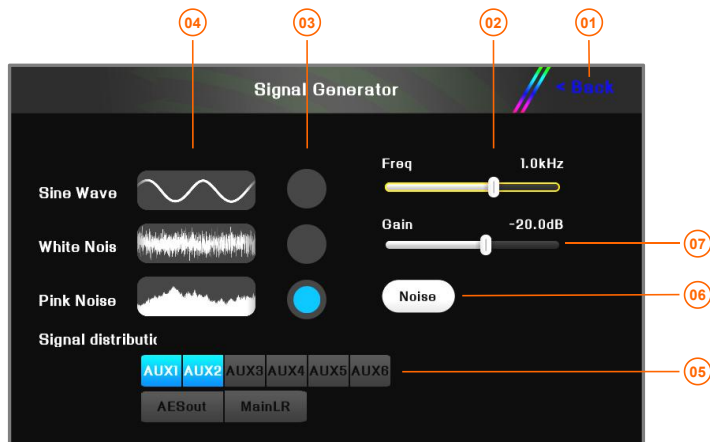 04 03 02 01
Signal Generator
< Back
Freq 1.0kHz
Sine Wave
Gain -20.0dB
White Nois
07
Pink Noise
Noise
06
Signal distributio
AUX1 AUX2 AUX3 AUX4 AUX5 AUX6
05
AESout MainLR